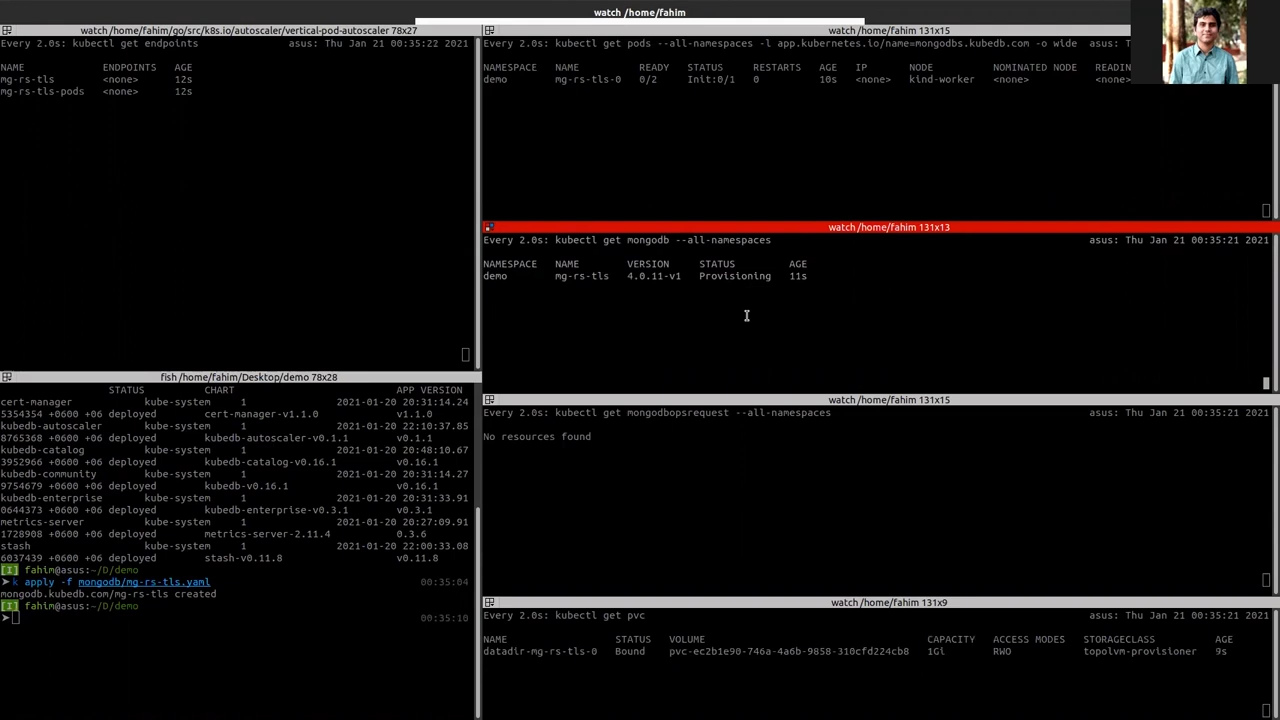 watch /home/fahim
watch /home/fahim/go/src/k8s.io/autoscaler/vertical-pod-autoscaler 78x27
Every 2.0s: kubectl get endpoints asus: Thu Jan 21 00:35:22 2021
NAME ENDPOINTS AGE
mg-rs-tls <none> 12s
mg-rs-tls-pods <none> 12s
fish /home/fahim/Desktop/demo 78x28
STATUS CHART APP VERSION
cert-manager kube-system 1 2021-01-20 20:31:14.24
5354354 +0600 +06 deployed cert-manager-v1.1.0 v1.1.0
kubedb-autoscaler kube-system 1 2021-01-20 22:10:37.85
8765368 +0600 +06 deployed kubedb-autoscaler-v0.1.1 v0.1.1
kubedb-catalog kube-system 1 2021-01-20 20:48:10.67
3952966 +0600 +06 deployed kubedb-catalog-v0.16.1 v0.16.1
kubedb-community kube-system 1 2021-01-20 20:31:14.27
9754679 +0600 +06 deployed kubedb-v0.16.1 v0.16.1
kubedb-enterprise kube-system 1 2021-01-20 20:31:33.91
0644373 +0600 +06 deployed kubedb-enterprise-v0.3.1 v0.3.1
metrics-server kube-system 1 2021-01-20 20:27:09.91
1728908 +0600 +06 deployed metrics-server-2.11.4 0.3.6
stash kube-system 1 2021-01-20 22:00:33.08
6037439 +0600 +06 deployed stash-v0.11.8 v0.11.8
[I] fahim@asus:~/D/demo
➤ k apply -f mongodb/mg-rs-tls.yaml 00:35:04
mongodb.kubedb.com/mg-rs-tls created
[I] fahim@asus:~/D/demo
➤ 00:35:10
watch /home/fahim 131x15
Every 2.0s: kubectl get pods --all-namespaces -l app.kubernetes.io/name=mongodbs.kubedb.com -o wide asus: T
NAMESPACE NAME READY STATUS RESTARTS AGE IP NODE NOMINATED NODE READIN
demo mg-rs-tls-0 0/2 Init:0/1 0 10s <none> kind-worker <none> <none>
watch /home/fahim 131x13
Every 2.0s: kubectl get mongodb --all-namespaces asus: Thu Jan 21 00:35:21 2021
NAMESPACE NAME VERSION STATUS AGE
demo mg-rs-tls 4.0.11-v1 Provisioning 11s
watch /home/fahim 131x15
Every 2.0s: kubectl get mongodbopsrequest --all-namespaces asus: Thu Jan 21 00:35:21 2021
No resources found
watch /home/fahim 131x9
Every 2.0s: kubectl get pvc asus: Thu Jan 21 00:35:21 2021
NAME STATUS VOLUME CAPACITY ACCESS MODES STORAGECLASS AGE
datadir-mg-rs-tls-0 Bound pvc-ec2b1e90-746a-4a6b-9858-310cfd224cb8 1Gi RWO topolvm-provisioner 9s